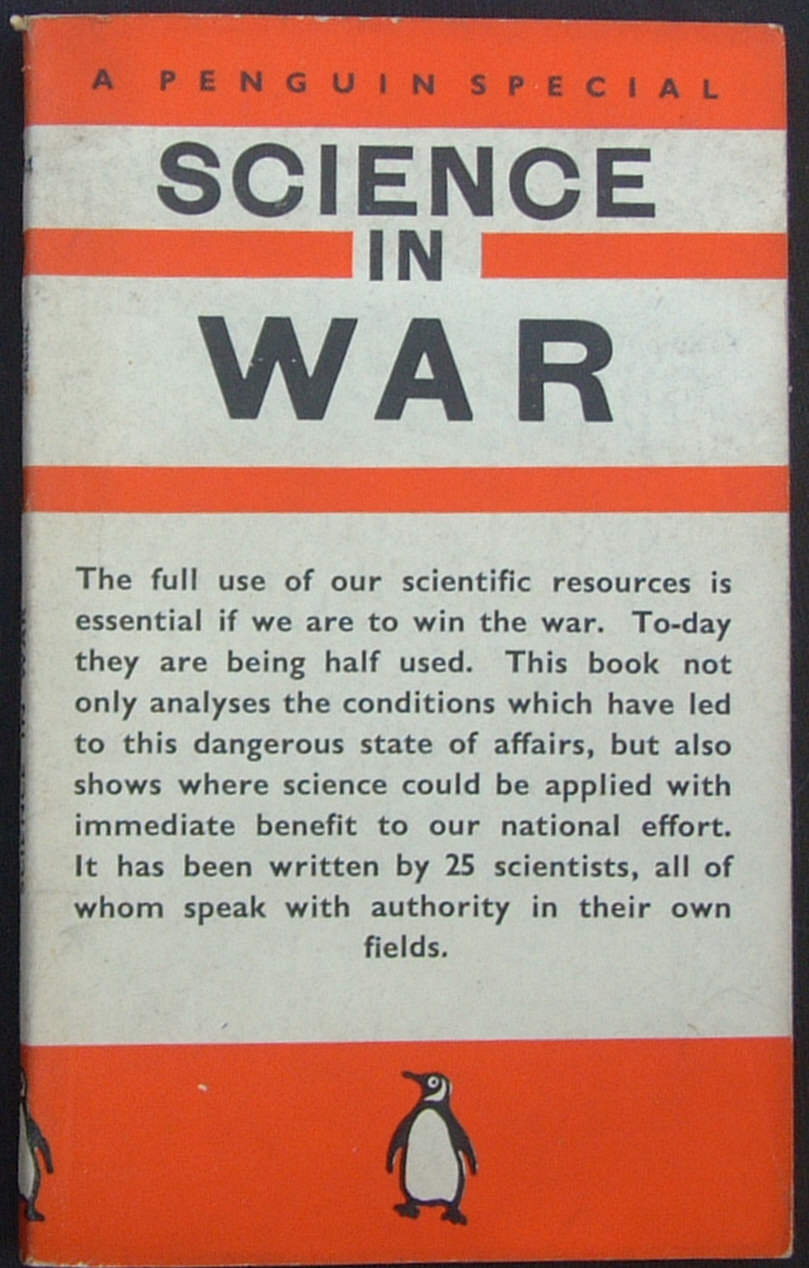 A PENGUIN SPECIAL
SCIENCE
IN
WAR
The full use of our scientific resources is
essential if we are to win the war. To-day
they are being half used. This book not
only analyses the conditions which have led
to this dangerous state of affairs, but also
shows where science could be applied with
immediate benefit to our national effort.
It has been written by 25 scientists, all of
whom speak with authority in their own
fields.